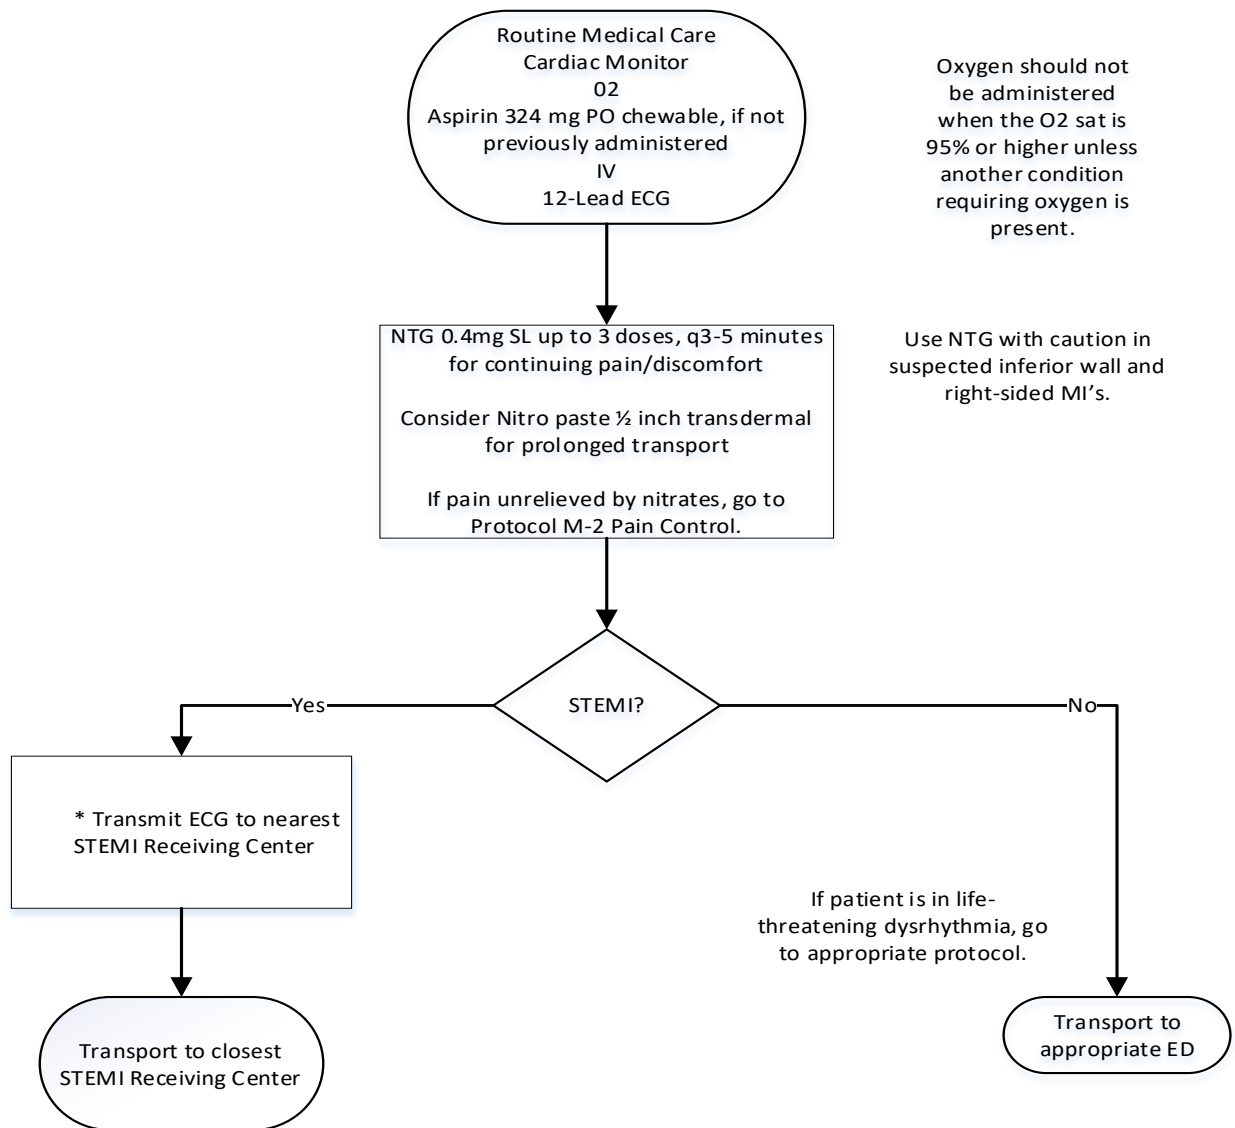 Routine Medical Care
Cardiac Monitor
02
Aspirin 324 mg PO chewable, if not
previously administered
IV
12-Lead ECG
Oxygen should not
be administered
when the O2 sat is
95% or higher unless
another condition
requiring oxygen is
present.
NTG 0.4mg SL up to 3 doses, q3-5 minutes
for continuing pain/discomfort
Consider Nitro paste ½ inch transdermal
for prolonged transport
If pain unrelieved by nitrates, go to
Protocol M-2 Pain Control.
Use NTG with caution in
suspected inferior wall and
right-sided MI’s.
STEMI?
Yes
No
* Transmit ECG to nearest
STEMI Receiving Center
If patient is in life-
threatening dysrhythmia, go
to appropriate protocol.
Transport to closest
STEMI Receiving Center
Transport to
appropriate ED